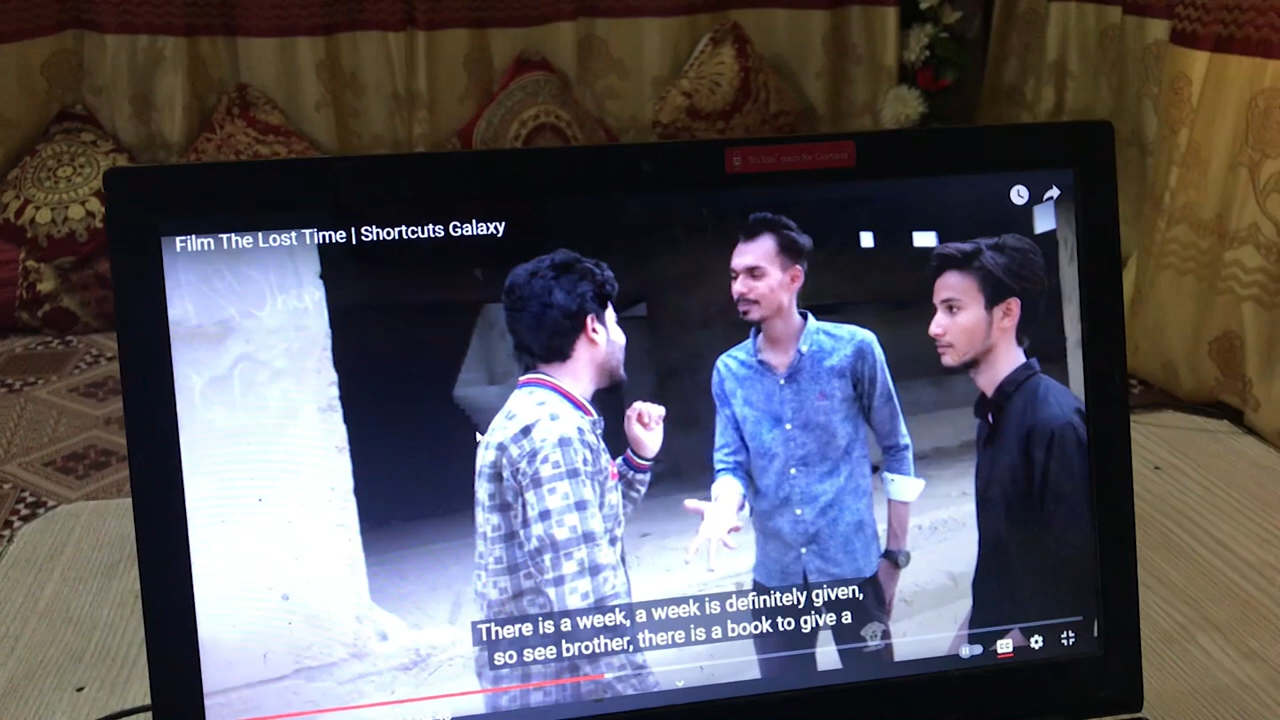 Film The Lost Time | Shortcuts Galaxy
There is a week, a week is definitely given,
so see brother, there is a book to give a
CC